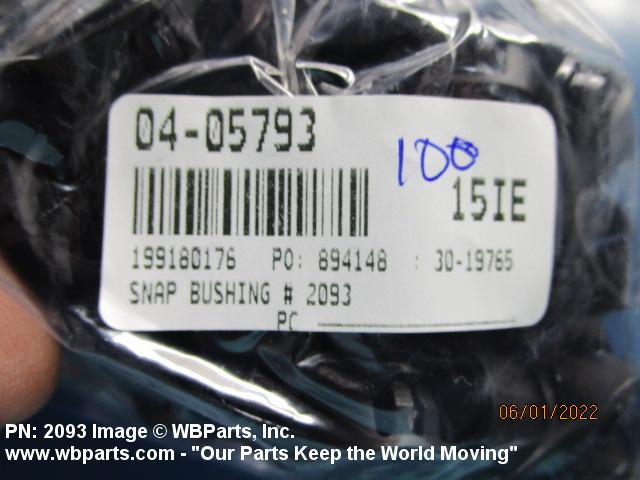 04-05793
100
15IE
199180176 PO: 894148 : 30-19765
SNAP BUSHING # 2093
PC
06/01/2022
PN: 2093 Image © WBParts, Inc.
www.wbparts.com - "Our Parts Keep the World Moving"